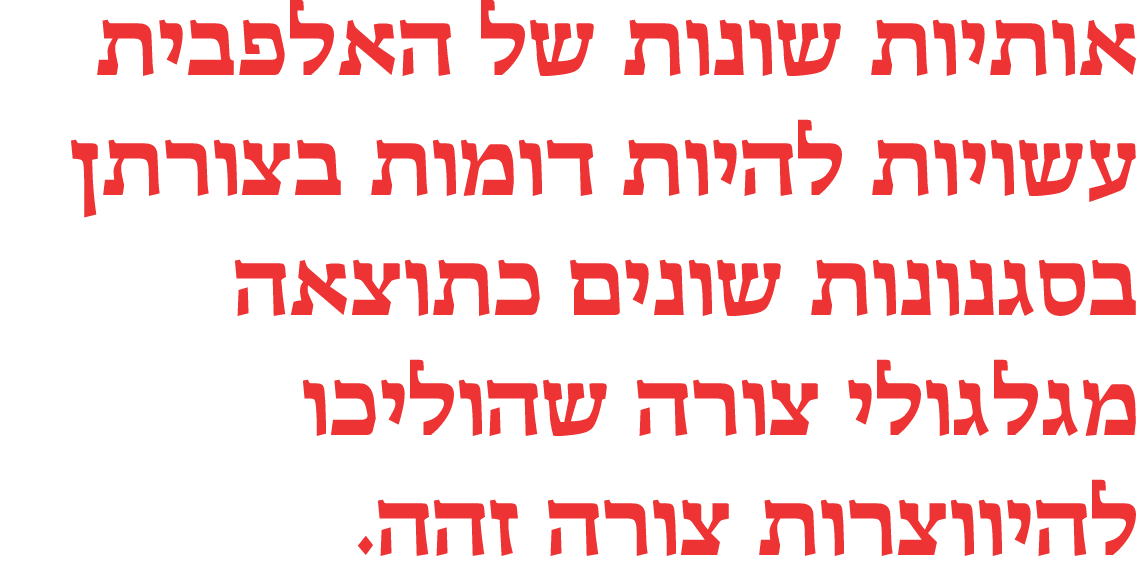 אותיות שונות של האלפבית
עשויות להיות דומות בצורתן
בסגנונות שונים כתוצאה
מגלגולי צורה שהוליכו
להיווצרות צורה זהה.